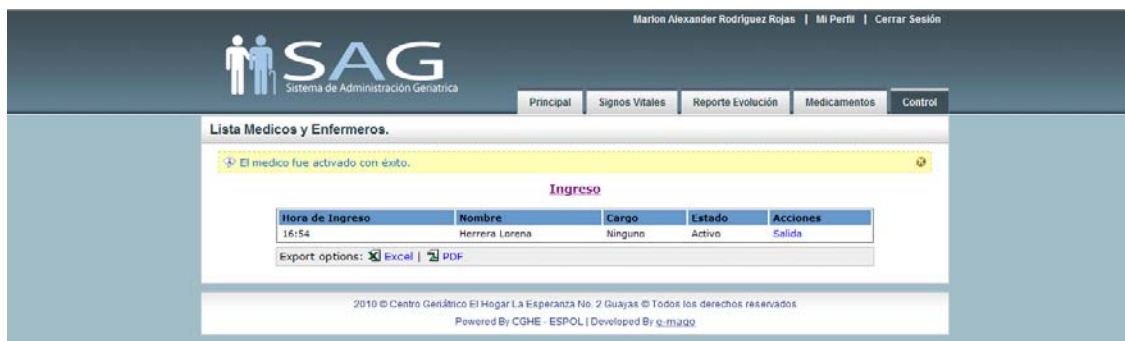 Marlon Alexander Rodríguez Rojas | Mi Perfil | Cerrar Sesión
SAG
Sistema de Administración Geriatrica
Principal Signos Vitales Reporte Evolución Medicamentos Control
Lista Medicos y Enfermeros.
El medico fue activado con éxito.
Ingreso
Hora de Ingreso Nombre Cargo Estado Acciones
16:54 Herrera Lorena Ninguno Activo Salida
Export options: Excel | PDF
2010 © Centro Geriátrico El Hogar La Esperanza No. 2 Guayas © Todos los derechos reservados
Powered By CGHE - ESPOL | Developed By e-mago